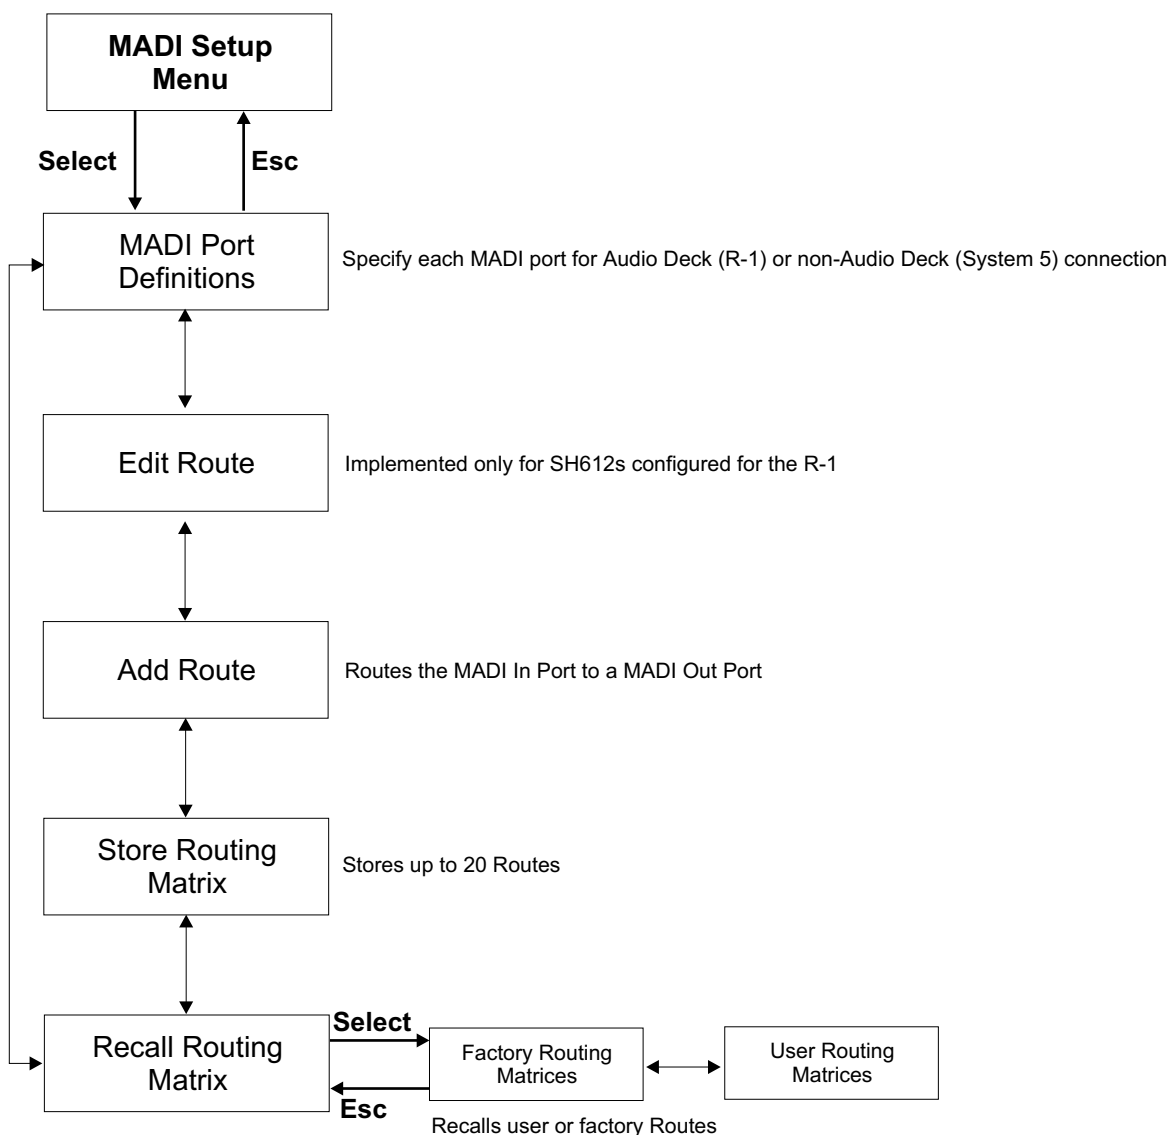 MADI Setup
Menu
Select
Esc
MADI Port
Definitions
Specify each MADI port for Audio Deck (R-1) or non-Audio Deck (System 5) connection
Edit Route
Implemented only for SH612s configured for the R-1
Add Route
Routes the MADI In Port to a MADI Out Port
Store Routing
Matrix
Stores up to 20 Routes
Recall Routing
Matrix
Select
Esc
Factory Routing
Matrices
User Routing
Matrices
Recalls user or factory Routes